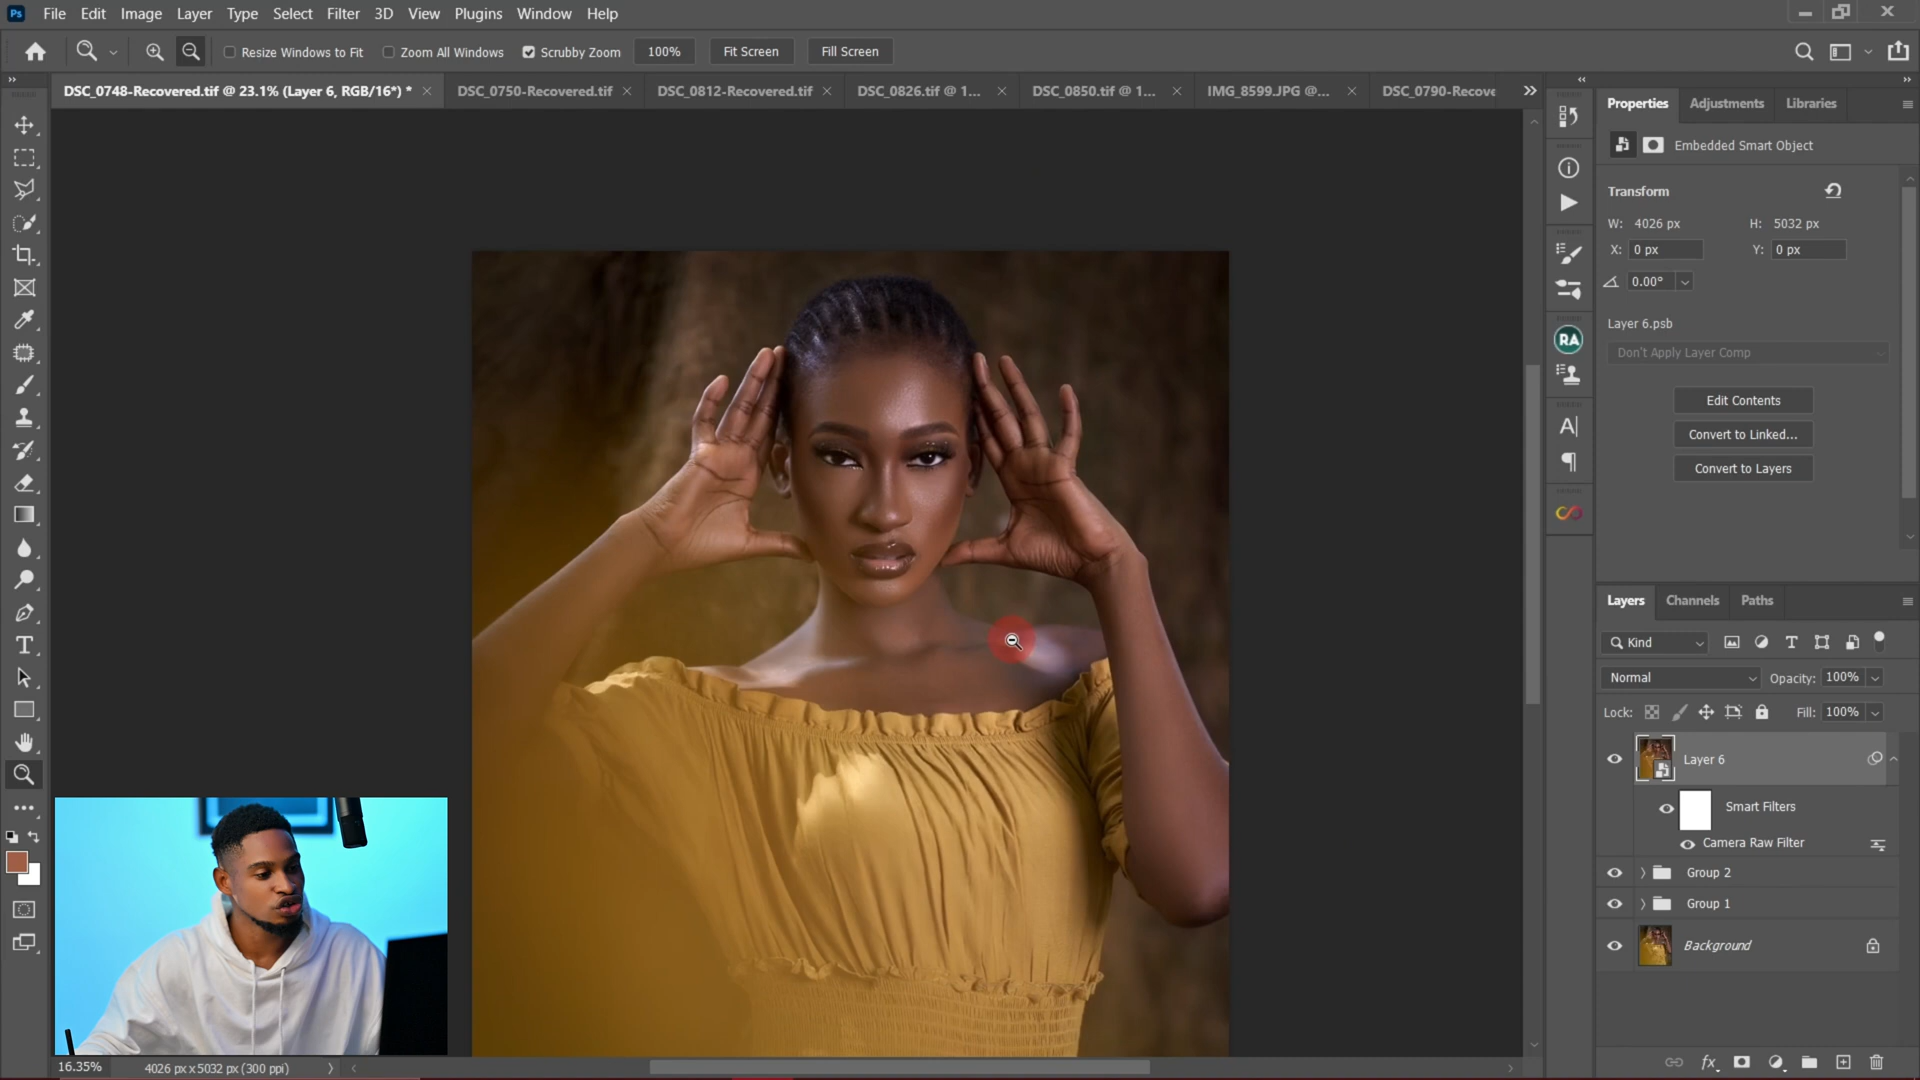 Ps File Edit Image Layer Type Select Filter 3D View Plugins Window Help
Resize Windows to Fit Zoom All Windows Scrubby Zoom 100% Fit Screen Fill Screen
DSC_0748-Recovered.tif @ 23.1% (Layer 6, RGB/16*) * DSC_0750-Recovered.tif DSC_0812-Recovered.tif DSC_0826.tif @ 1... DSC_0850.tif @ 1... IMG_8599.JPG @... DSC_0790-Recove
Properties Adjustments Libraries
Embedded Smart Object
Transform
W: 4026 px H: 5032 px
X: 0 px Y: 0 px
0.00°
Layer 6.psb
Don't Apply Layer Comp
Edit Contents
Convert to Linked...
Convert to Layers
RA
Layers Channels Paths
Kind
Normal Opacity: 100%
Lock: Fill: 100%
Layer 6
Smart Filters
Camera Raw Filter
Group 2
Group 1
Background
fx
16.35% 4026 px x 5032 px (300 ppi)